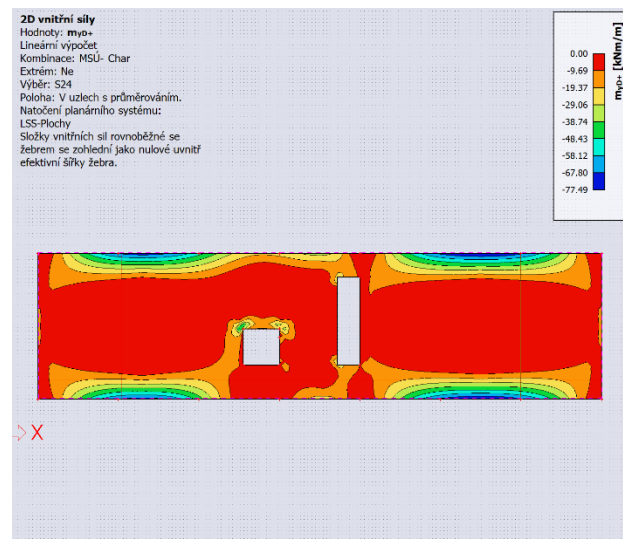 2D vnitřní síly
Hodnoty: myD+
Lineární výpočet
Kombinace: MSÚ- Char
Extrém: Ne
Výběr: S24
Poloha: V uzlech s průměrováním.
Natočení planárního systému:
LSS-Plochy
Složky vnitřních sil rovnoběžné se
žebrem se zohlední jako nulové uvnitř
efektivní šířky žebra.
myD+ [kNm/m]
0.00
-9.69
-19.37
-29.06
-38.74
-48.43
-58.12
-67.80
-77.49
X